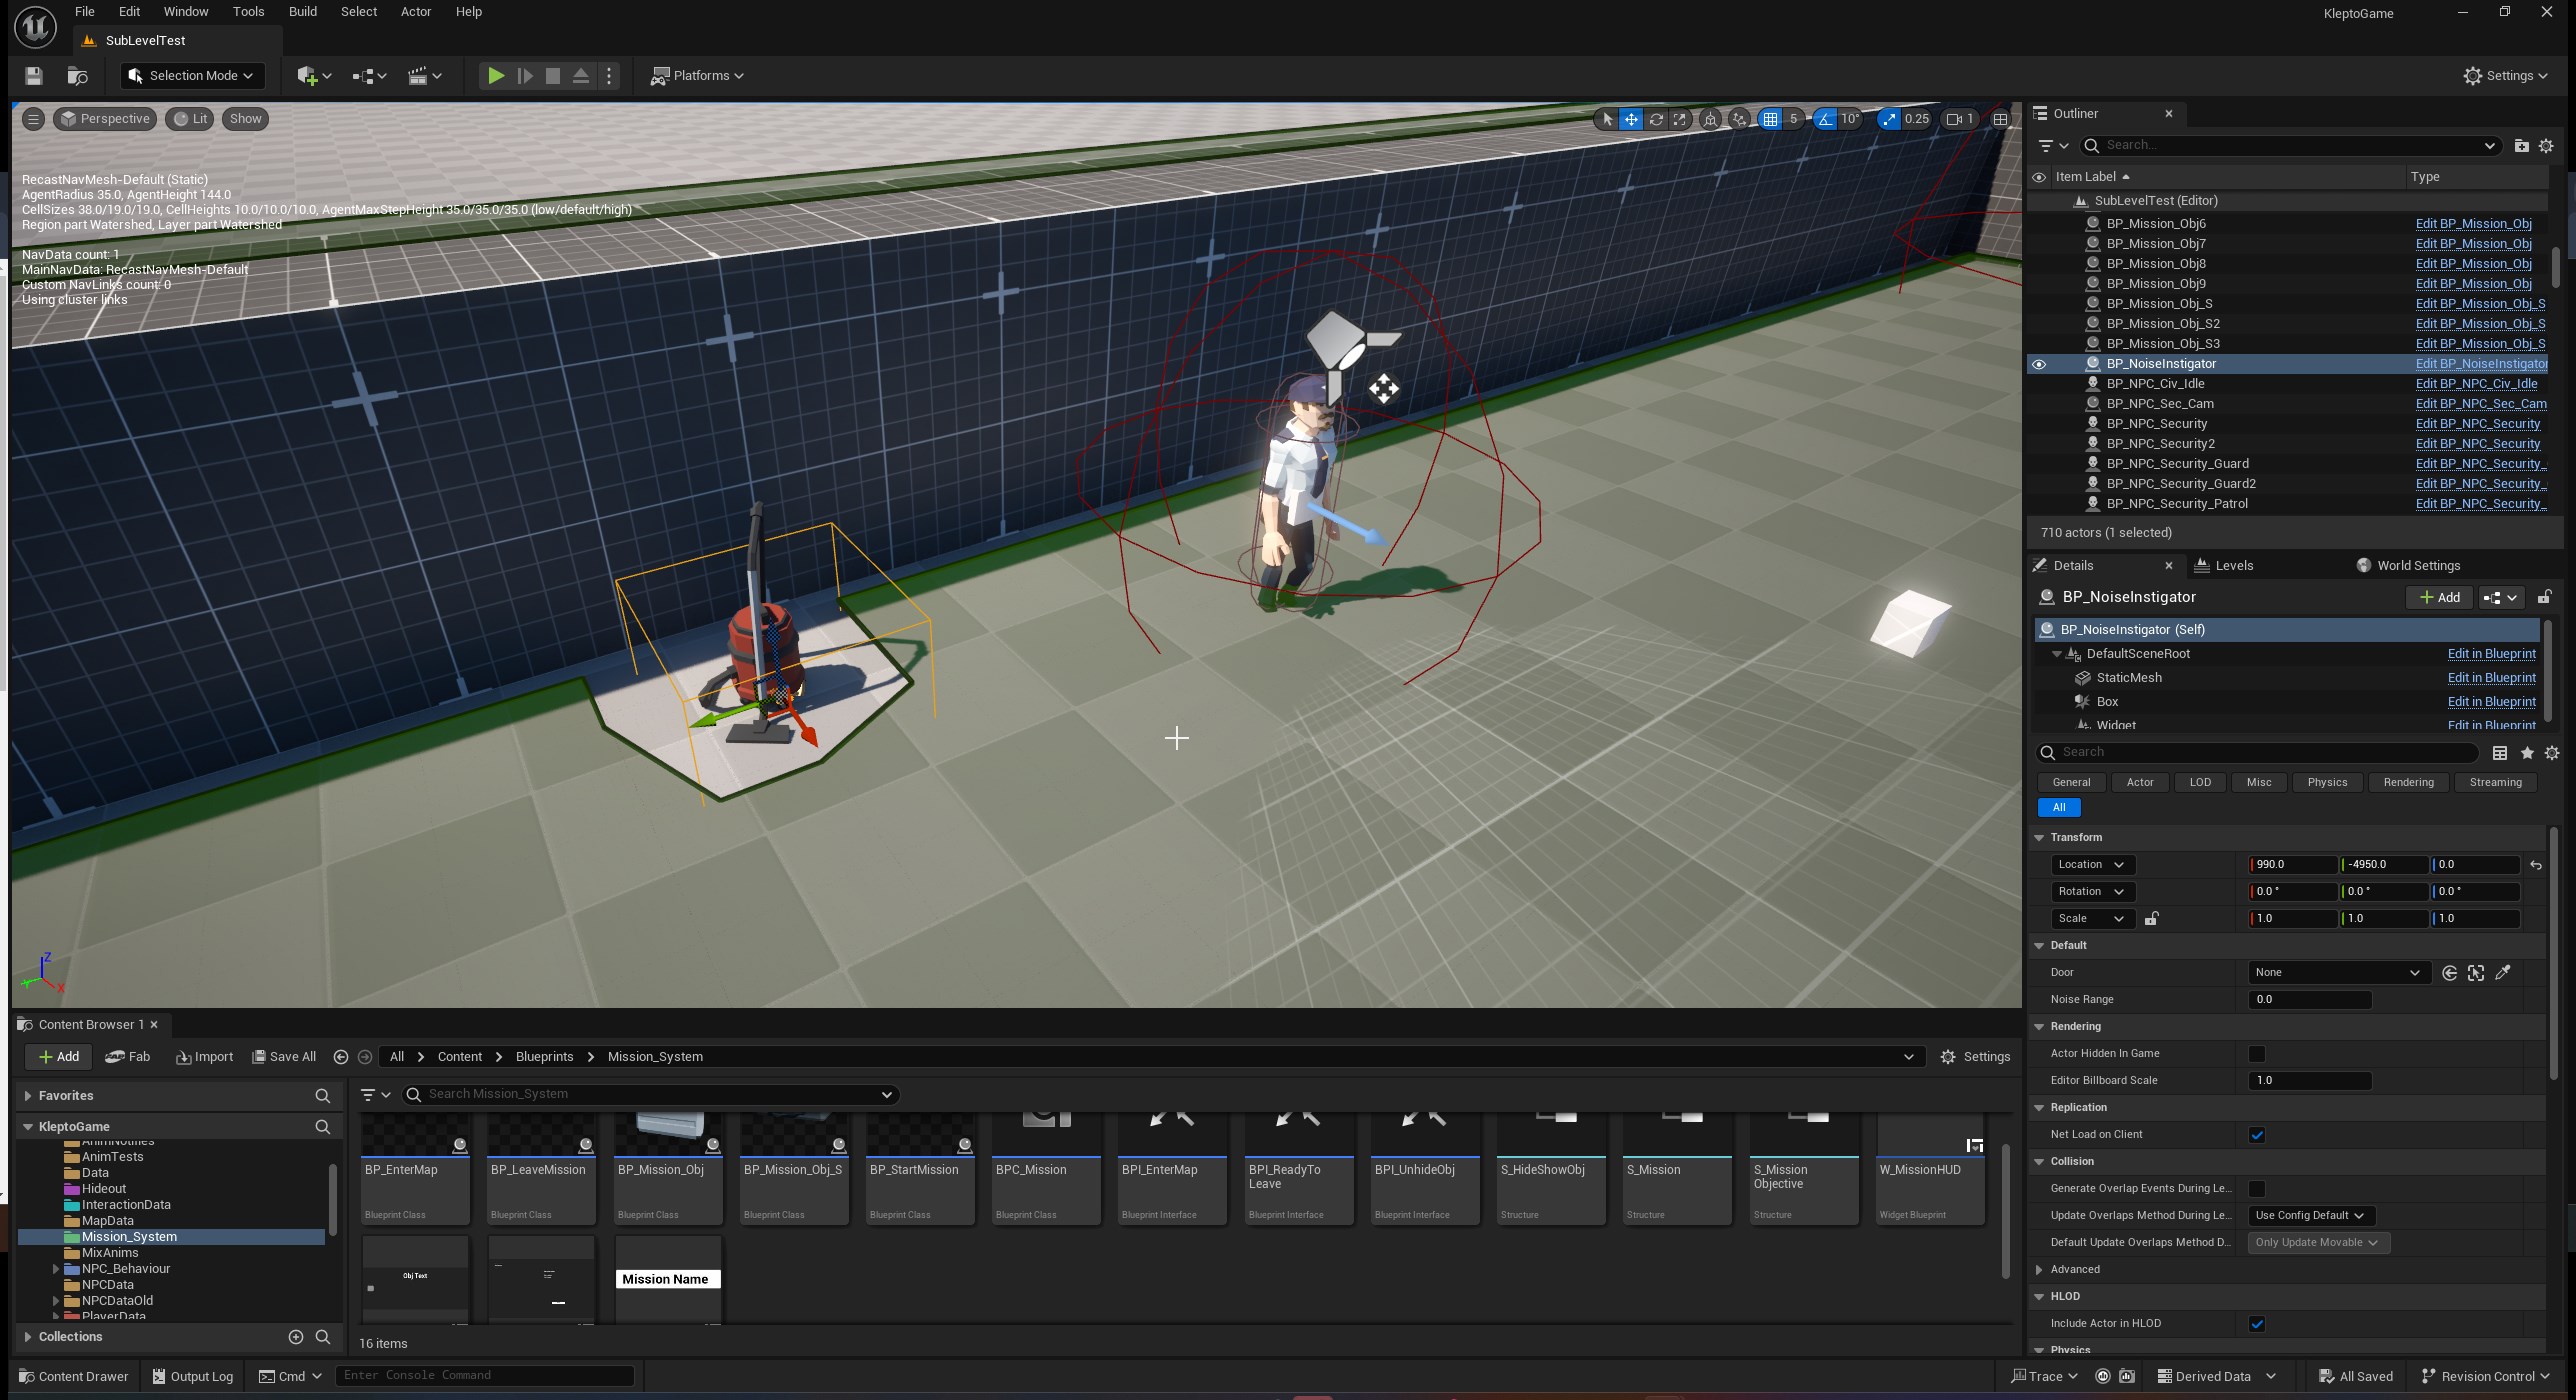 File Edit Window Tools Build Select Actor Help
KleptoGame
SubLevelTest
Selection Mode
Platforms
Settings
Perspective Lit Show
5 10° 0.25 1
RecastNavMesh-Default (Static)
AgentRadius 35.0, AgentHeight 144.0
CellSizes 38.0/19.0/19.0, CellHeights 10.0/10.0/10.0, AgentMaxStepHeight 35.0/35.0/35.0 (low/default/high)
Region part Watershed, Layer part Watershed
NavData count: 1
MainNavData: RecastNavMesh-Default
Custom NavLinks count: 0
Using cluster links
Z
X
Outliner
Search...
Item Label Type
SubLevelTest (Editor)
BP_Mission_Obj6 Edit BP_Mission_Obj
BP_Mission_Obj7 Edit BP_Mission_Obj
BP_Mission_Obj8 Edit BP_Mission_Obj
BP_Mission_Obj9 Edit BP_Mission_Obj
BP_Mission_Obj_S Edit BP_Mission_Obj_S
BP_Mission_Obj_S2 Edit BP_Mission_Obj_S
BP_Mission_Obj_S3 Edit BP_Mission_Obj_S
BP_NoiseInstigator Edit BP_NoiseInstigator
BP_NPC_Civ_Idle Edit BP_NPC_Civ_Idle
BP_NPC_Sec_Cam Edit BP_NPC_Sec_Cam
BP_NPC_Security Edit BP_NPC_Security
BP_NPC_Security2 Edit BP_NPC_Security
BP_NPC_Security_Guard Edit BP_NPC_Security_
BP_NPC_Security_Guard2 Edit BP_NPC_Security_
BP_NPC_Security_Patrol Edit BP_NPC_Security_
710 actors (1 selected)
Details Levels World Settings
BP_NoiseInstigator Add
BP_NoiseInstigator (Self)
DefaultSceneRoot Edit in Blueprint
StaticMesh Edit in Blueprint
Box Edit in Blueprint
Widget Edit in Blueprint
Search
General Actor LOD Misc Physics Rendering Streaming
All
Transform
Location 990.0 -4950.0 0.0
Rotation 0.0 ° 0.0 ° 0.0 °
Scale 1.0 1.0 1.0
Default
Door None
Noise Range 0.0
Rendering
Actor Hidden In Game
Editor Billboard Scale 1.0
Replication
Net Load on Client
Collision
Generate Overlap Events During Le...
Update Overlaps Method During Le... Use Config Default
Default Update Overlaps Method D... Only Update Movable
Advanced
HLOD
Include Actor in HLOD
Physics
Content Browser 1
Add Fab Import Save All All Content Blueprints Mission_System Settings
Favorites
KleptoGame
AnimNotifies
AnimTests
Data
Hideout
InteractionData
MapData
Mission_System
MixAnims
NPC_Behaviour
NPCData
NPCDataOld
PlayerData
Collections
Search Mission_System
BP_EnterMap BP_LeaveMission BP_Mission_Obj BP_Mission_Obj_S BP_StartMission BPC_Mission BPI_EnterMap BPI_ReadyTo Leave BPI_UnhideObj S_HideShowObj S_Mission S_Mission Objective W_MissionHUD
Blueprint Class Blueprint Class Blueprint Class Blueprint Class Blueprint Class Blueprint Class Blueprint Interface Blueprint Interface Blueprint Interface Structure Structure Structure Widget Blueprint
Obj Text
Mission Name
16 items
Content Drawer Output Log Cmd Enter Console Command
Trace Derived Data All Saved Revision Control